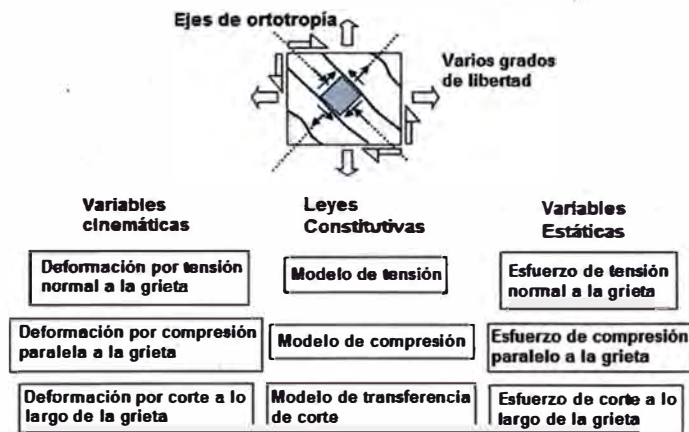 Ejes de ortotropía
Varios grados
de libertad
Variables
cinemáticas
Leyes
Constitutivas
Variables
Estáticas
Deformación por tensión
normal a la grieta
Modelo de tensión
Esfuerzo de tensión
normal a la grieta
Deformación por compresión
paralela a la grieta
Modelo de compresión
Esfuerzo de compresión
paralelo a la grieta
Deformación por corte a lo
largo de la grieta
Modelo de transferencia
de corte
Esfuerzo de corte a lo
largo de la grieta